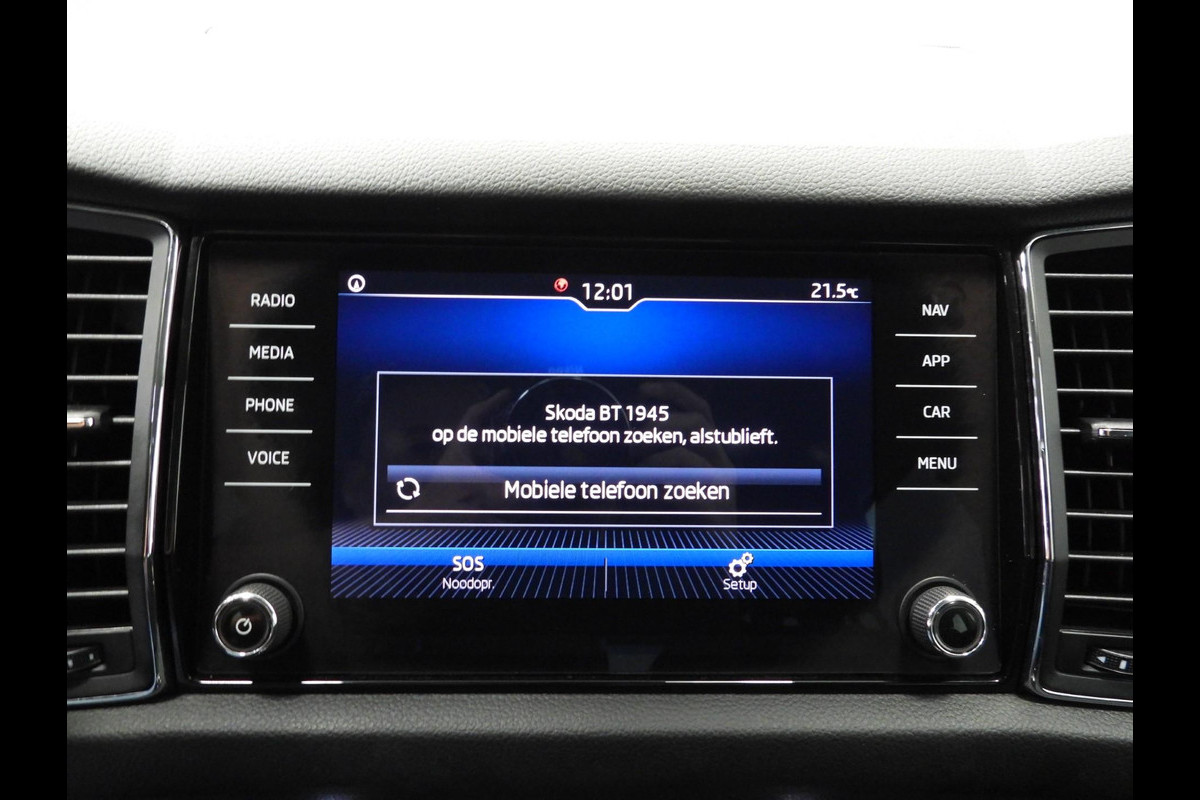 12:01
21.5°C
RADIO
MEDIA
PHONE
VOICE
NAV
APP
CAR
MENU
Skoda BT 1945
op de mobiele telefoon zoeken, alstublieft.
Mobiele telefoon zoeken
SOS
Noodopr.
Setup